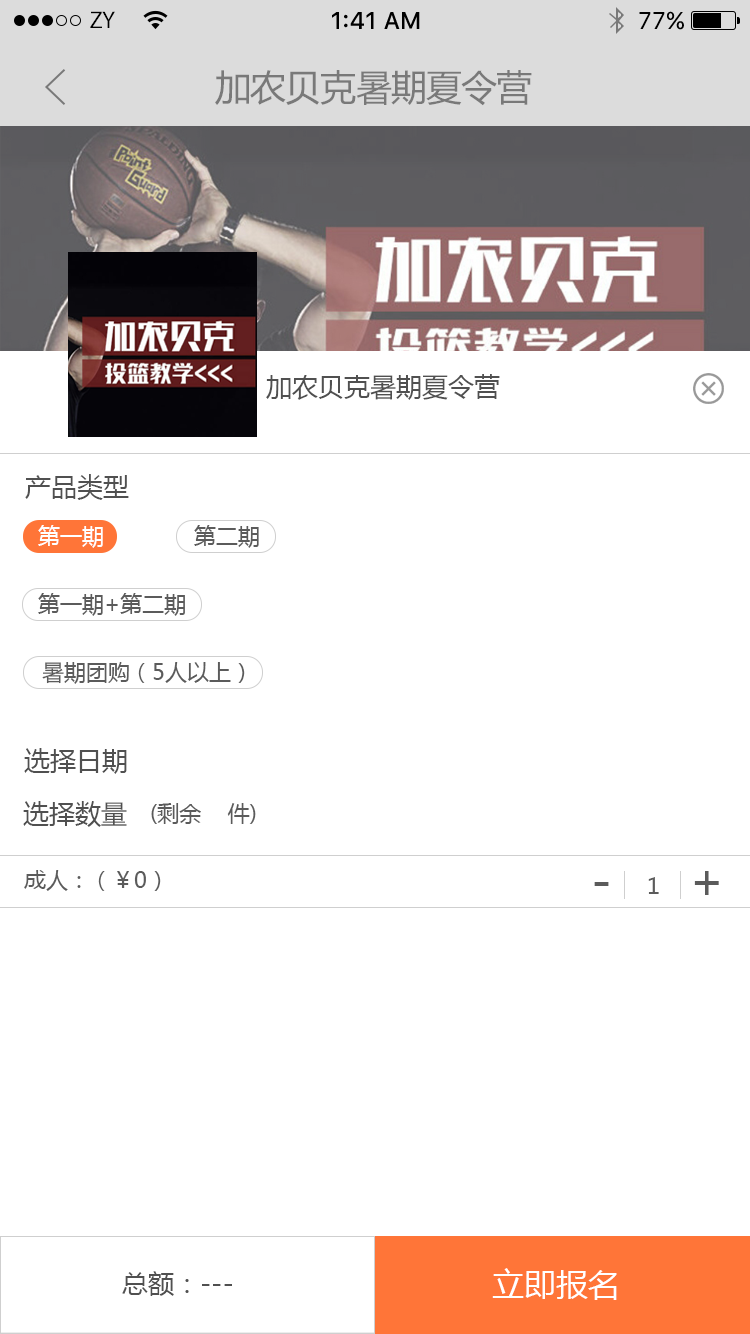 ZY 1:41 AM 77%
加农贝克暑期夏令营
SPALDING
Point
Guard
加农贝克
投篮教学<<<
加农贝克
投篮教学<<<
加农贝克暑期夏令营
产品类型
第一期 第二期
第一期+第二期
暑期团购（5人以上）
选择日期
选择数量 (剩余 件)
成人：（￥0） - 1 +
总额：--- 立即报名